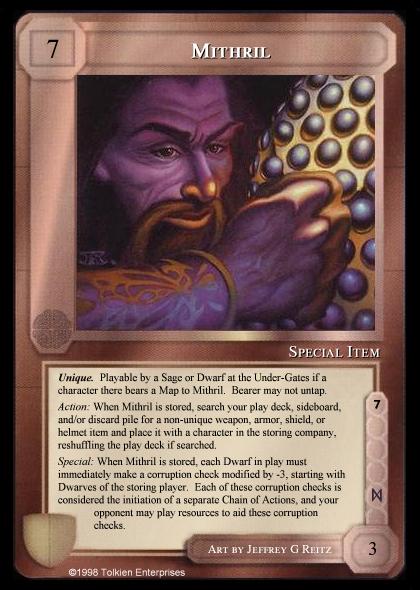 7
MITHRIL
JGR
SPECIAL ITEM
Unique. Playable by a Sage or Dwarf at the Under-Gates if a
character there bears a Map to Mithril. Bearer may not untap.
Action: When Mithril is stored, search your play deck, sideboard,
and/or discard pile for a non-unique weapon, armor, shield, or
helmet item and place it with a character in the storing company,
reshuffling the play deck if searched.
Special: When Mithril is stored, each Dwarf in play must
immediately make a corruption check modified by -3, starting with
Dwarves of the storing player. Each of these corruption checks is
considered the initiation of a separate Chain of Actions, and your
opponent may play resources to aid these corruption
checks.
7
ART BY JEFFREY G REITZ
3
©1998 Tolkien Enterprises